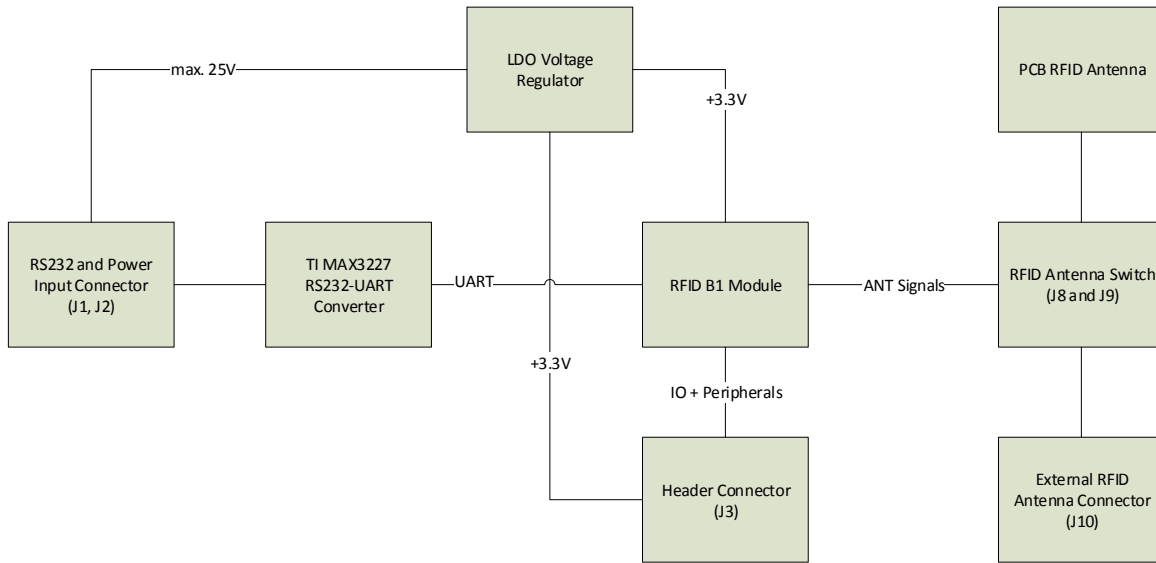 LDO Voltage
Regulator
PCB RFID Antenna
max. 25V
+3.3V
RS232 and Power
Input Connector
(J1, J2)
TI MAX3227
RS232-UART
Converter
UART
RFID B1 Module
ANT Signals
RFID Antenna Switch
(J8 and J9)
+3.3V
IO + Peripherals
Header Connector
(J3)
External RFID
Antenna Connector
(J10)